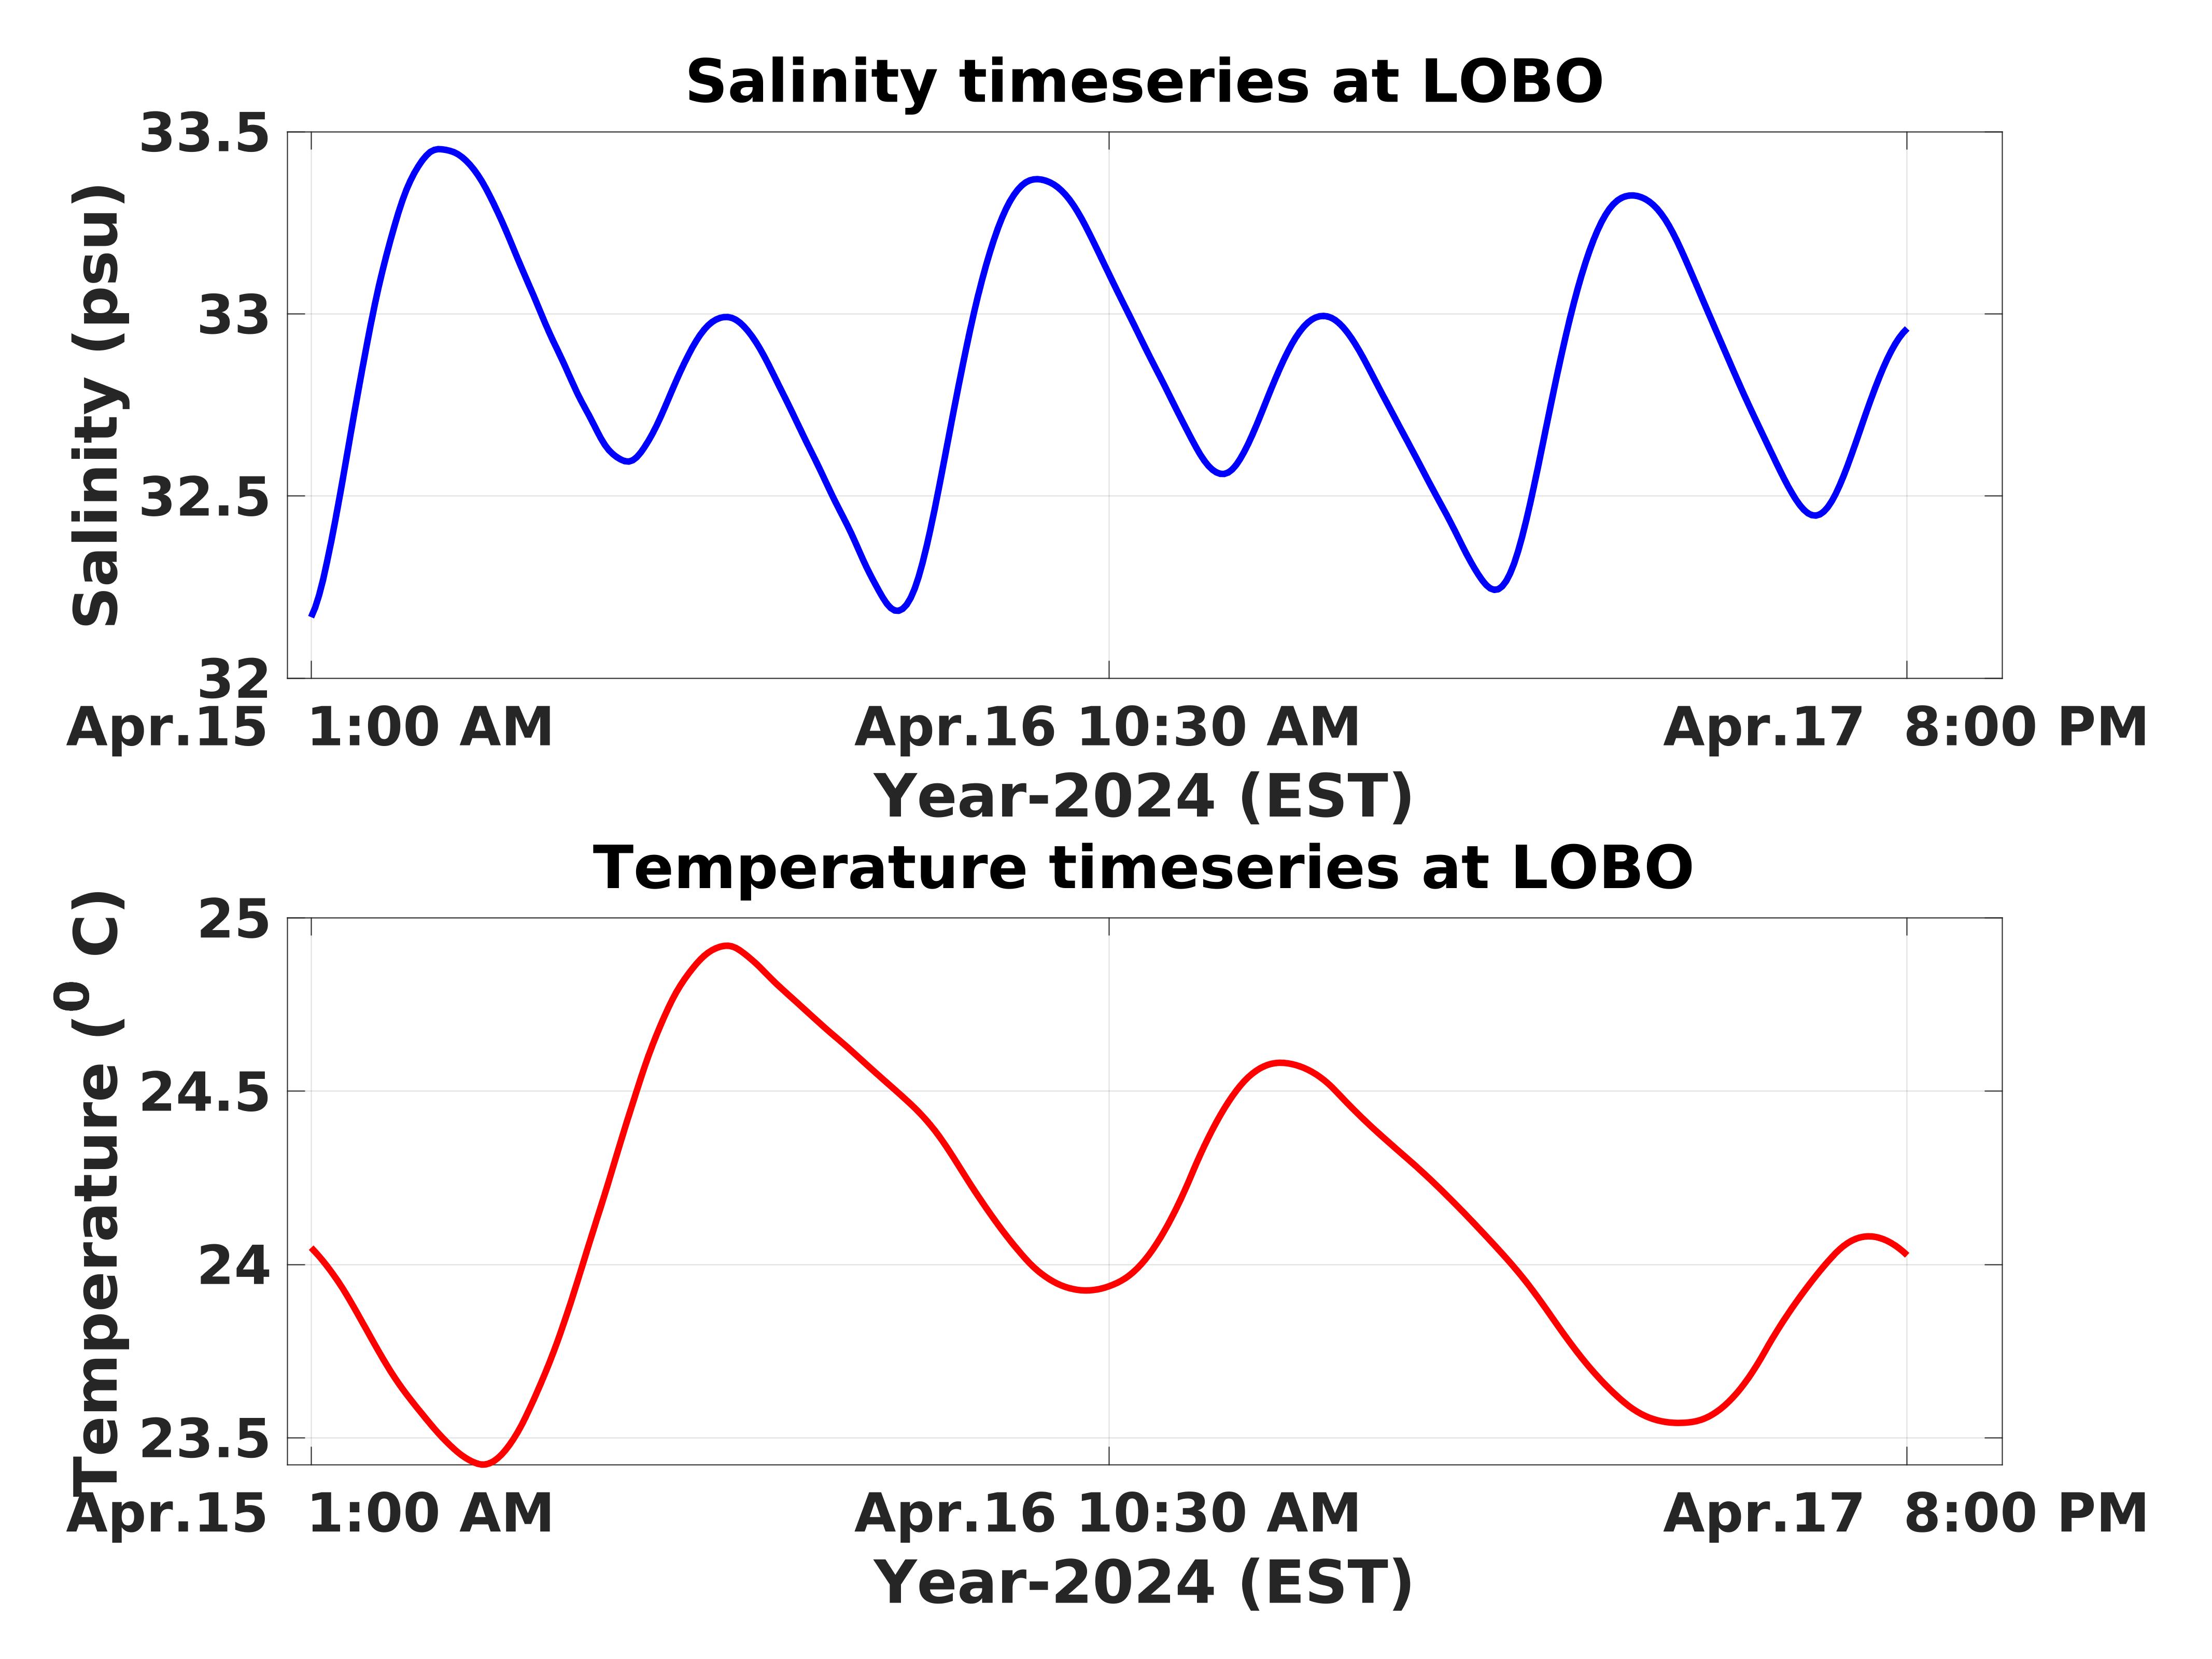 Salinity timeseries at LOBO
Salinity (psu)
33.5
33
32.5
32
Apr.15 1:00 AM
Apr.16 10:30 AM
Apr.17 8:00 PM
Year-2024 (EST)
Temperature timeseries at LOBO
Temperature (⁰ C)
25
24.5
24
23.5
Apr.15 1:00 AM
Apr.16 10:30 AM
Apr.17 8:00 PM
Year-2024 (EST)